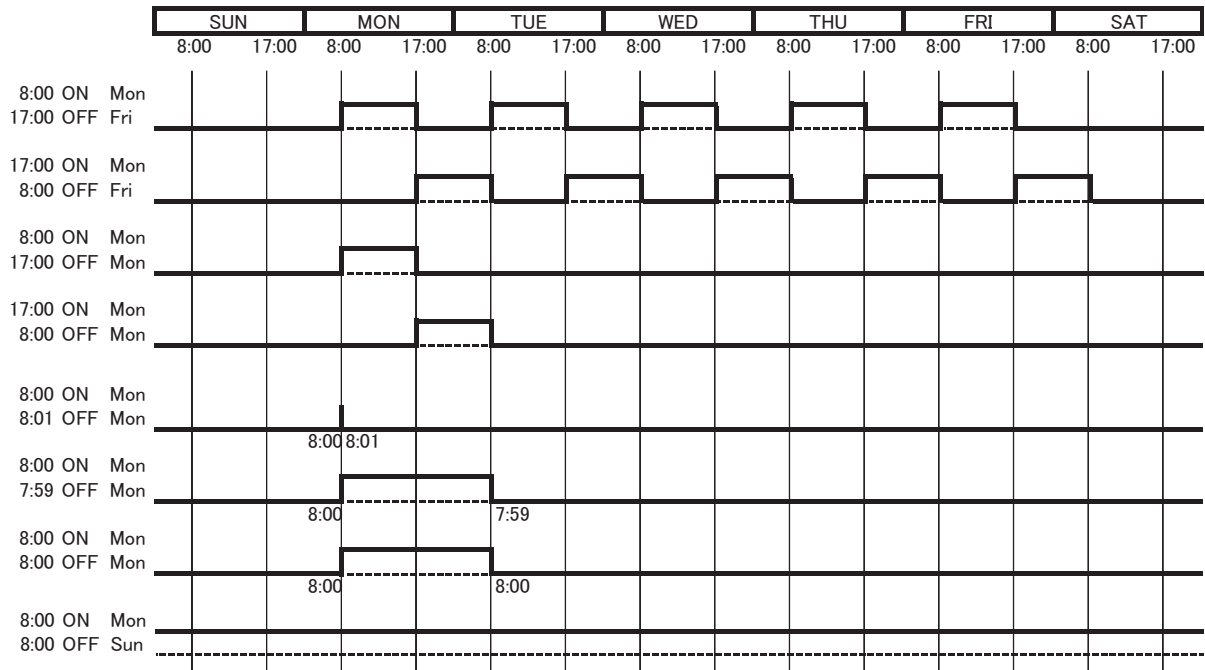 SUN MON TUE WED THU FRI SAT
8:00 17:00 8:00 17:00 8:00 17:00 8:00 17:00 8:00 17:00 8:00 17:00 8:00 17:00
8:00 ON Mon
17:00 OFF Fri
17:00 ON Mon
8:00 OFF Fri
8:00 ON Mon
17:00 OFF Mon
17:00 ON Mon
8:00 OFF Mon
8:00 ON Mon
8:01 OFF Mon
8:00 8:01
8:00 ON Mon
7:59 OFF Mon
8:00 7:59
8:00 ON Mon
8:00 OFF Mon
8:00 8:00
8:00 ON Mon
8:00 OFF Sun